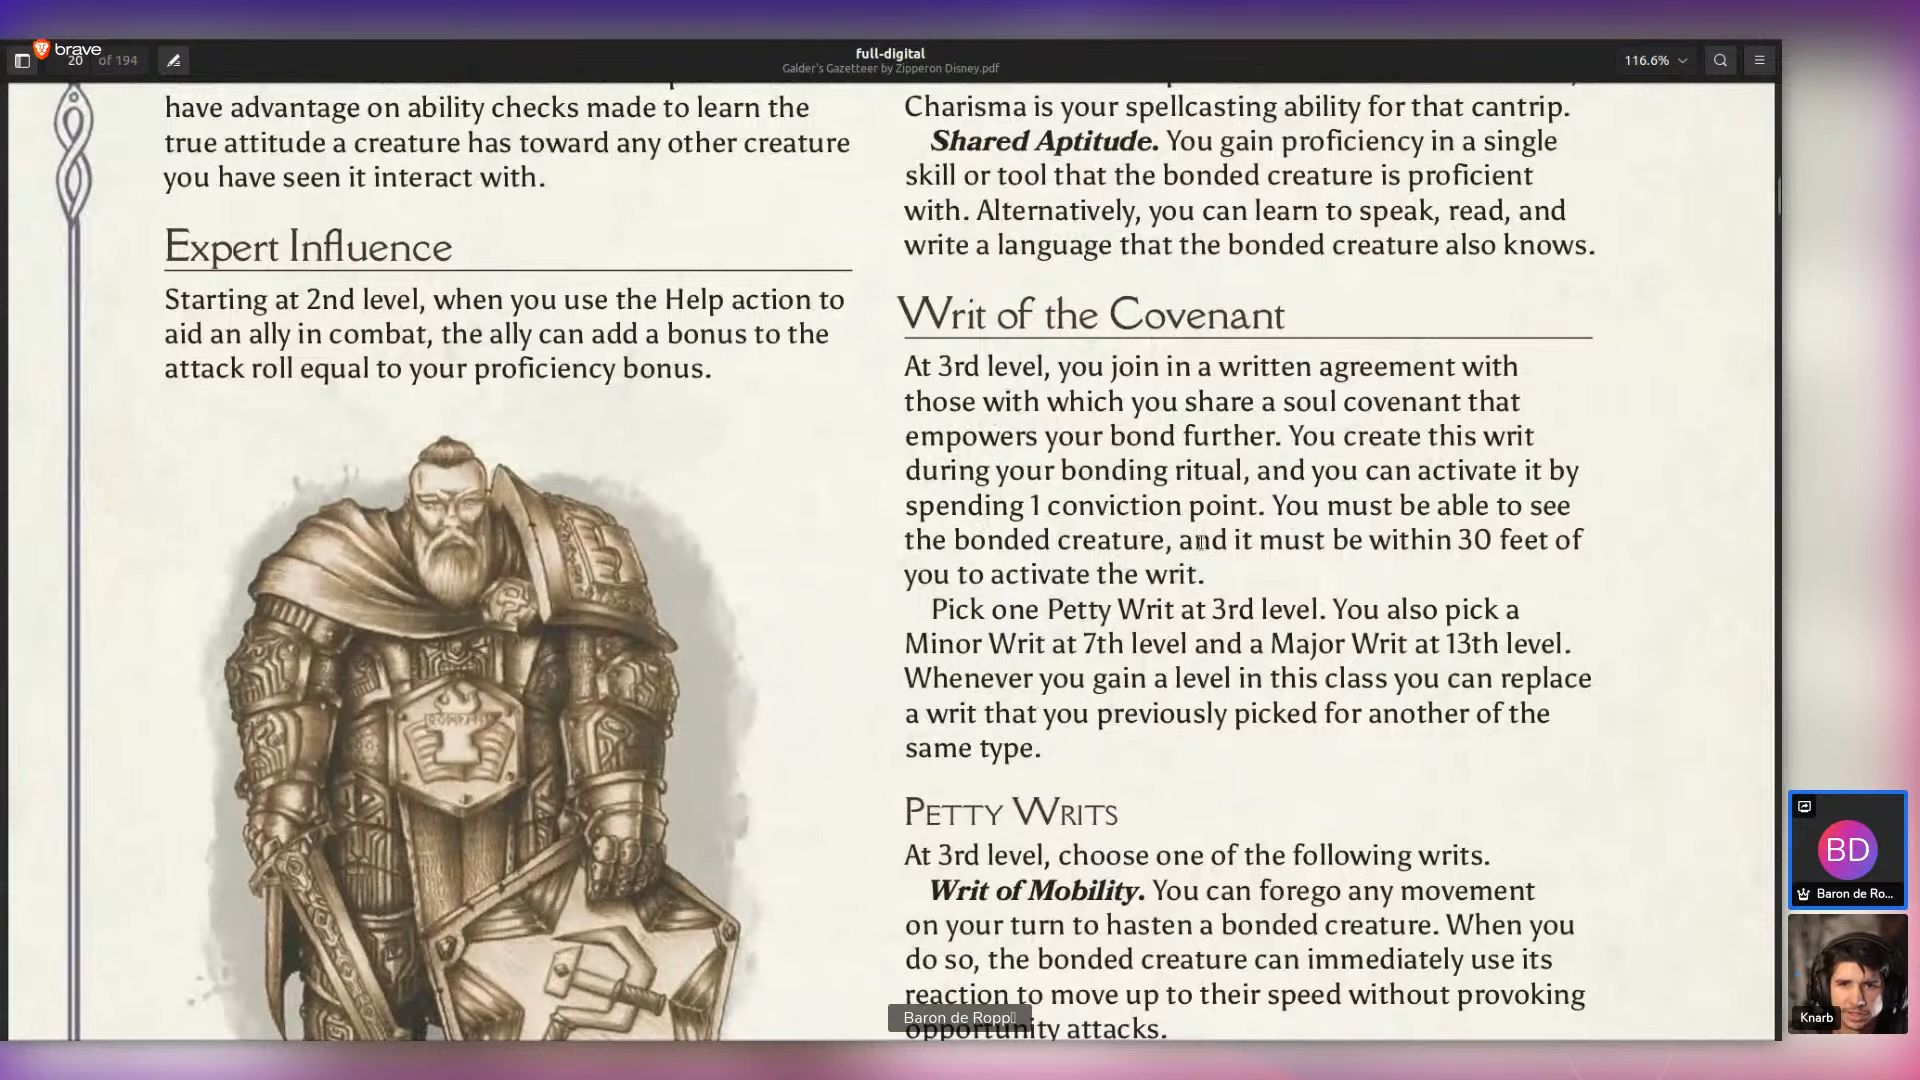 brave
20 of 194
full-digital
Galder's Gazetteer by Zipperon Disney.pdf
116.6%
have advantage on ability checks made to learn the
true attitude a creature has toward any other creature
you have seen it interact with.
Expert Influence
Starting at 2nd level, when you use the Help action to
aid an ally in combat, the ally can add a bonus to the
attack roll equal to your proficiency bonus.
Charisma is your spellcasting ability for that cantrip.
Shared Aptitude. You gain proficiency in a single
skill or tool that the bonded creature is proficient
with. Alternatively, you can learn to speak, read, and
write a language that the bonded creature also knows.
Writ of the Covenant
At 3rd level, you join in a written agreement with
those with which you share a soul covenant that
empowers your bond further. You create this writ
during your bonding ritual, and you can activate it by
spending 1 conviction point. You must be able to see
the bonded creature, and it must be within 30 feet of
you to activate the writ.
Pick one Petty Writ at 3rd level. You also pick a
Minor Writ at 7th level and a Major Writ at 13th level.
Whenever you gain a level in this class you can replace
a writ that you previously picked for another of the
same type.
Petty Writs
At 3rd level, choose one of the following writs.
Writ of Mobility. You can forego any movement
on your turn to hasten a bonded creature. When you
do so, the bonded creature can immediately use its
reaction to move up to their speed without provoking
opportunity attacks.
Baron de Ropp
BD
Baron de Ro...
Knarb